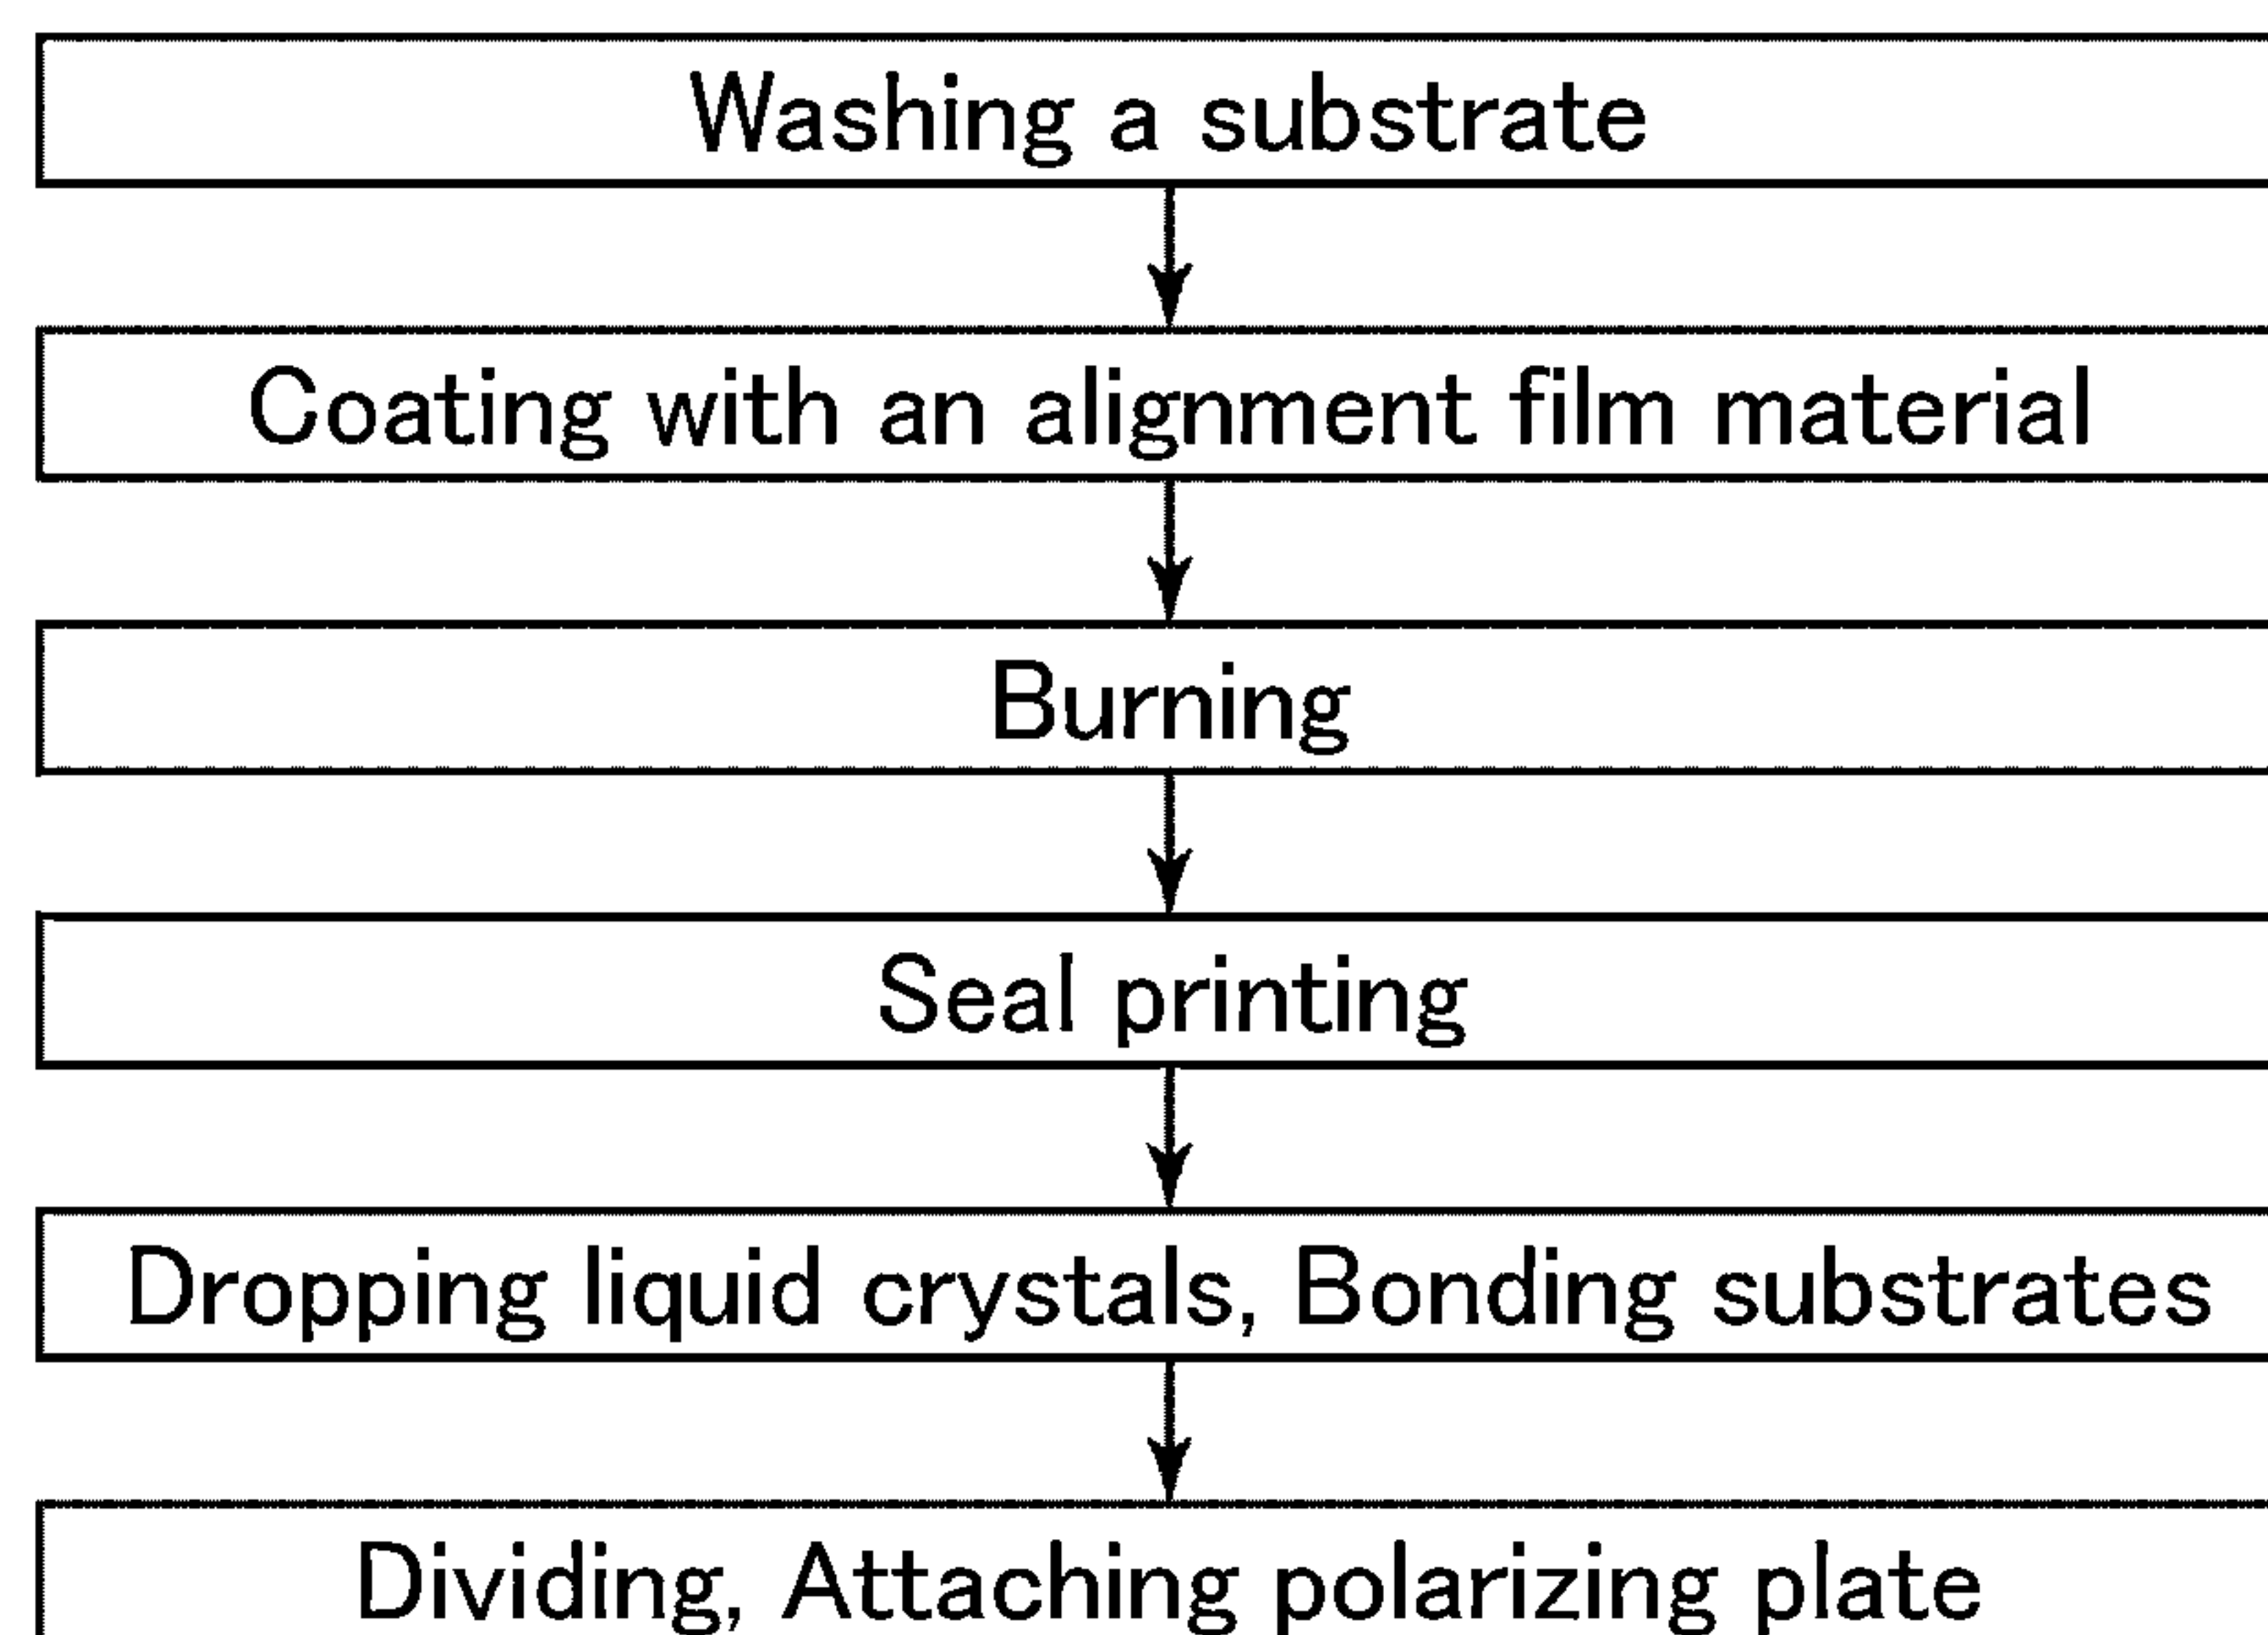 Washing a substrate
Coating with an alignment film material
Burning
Seal printing
Dropping liquid crystals, Bonding substrates
Dividing, Attaching polarizing plate